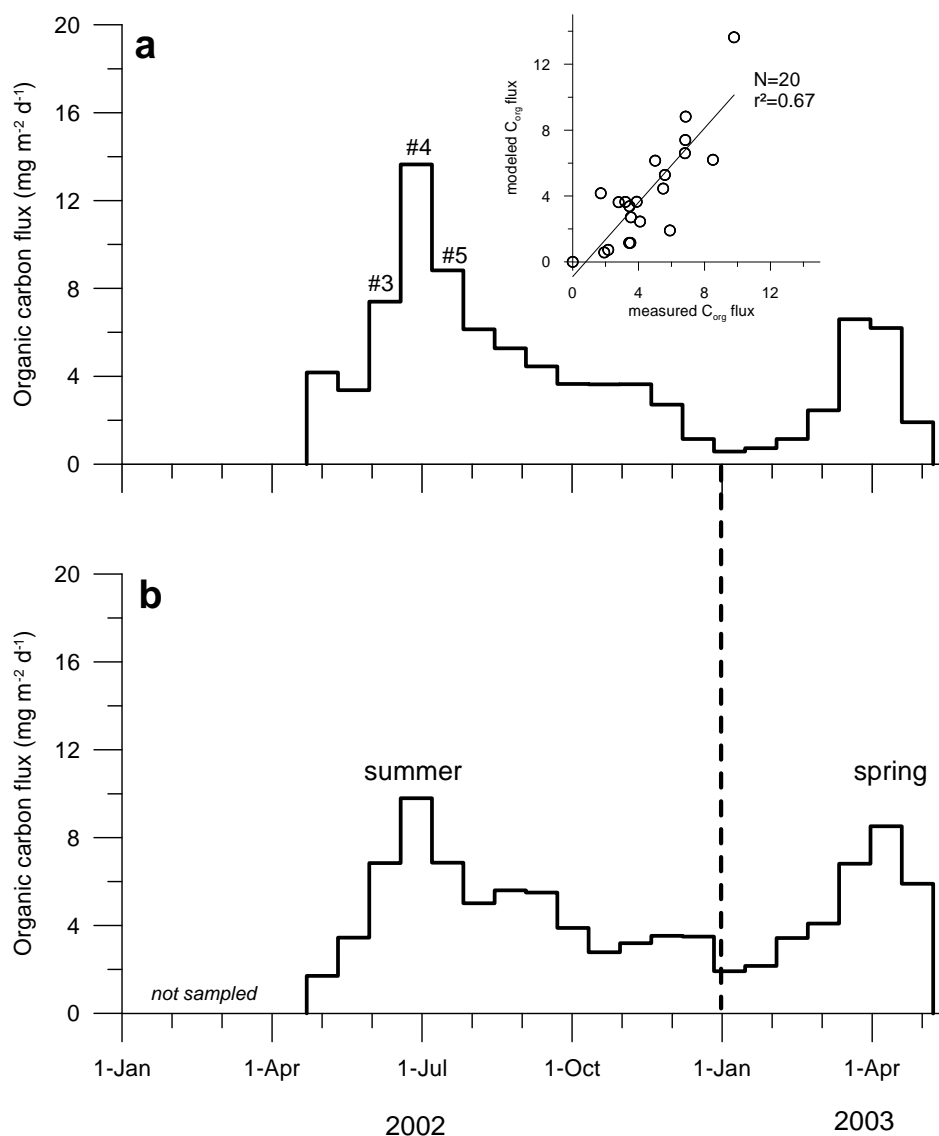 a
20
16
12
8
4
0
Organic carbon flux (mg m⁻² d⁻¹)
#3
#4
#5
12
8
4
0
modeled C_org flux
N=20
r²=0.67
0 4 8 12
measured C_org flux
b
20
16
12
8
4
0
Organic carbon flux (mg m⁻² d⁻¹)
summer
spring
not sampled
1-Jan 1-Apr 1-Jul 1-Oct 1-Jan 1-Apr
2002 2003